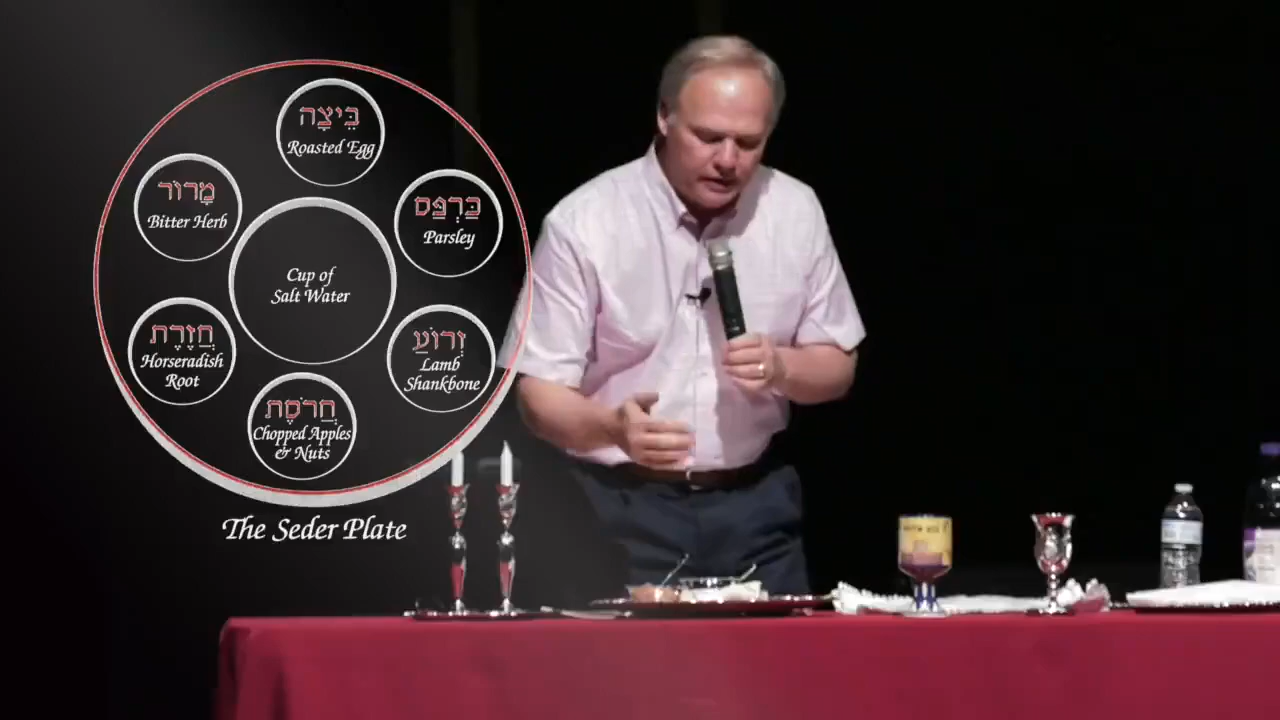 בֵּיצָה
Roasted Egg
מָרוֹר
Bitter Herb
כַּרְפַּס
Parsley
Cup of
Salt Water
חֲזֶרֶת
Horseradish
Root
זְרוֹעַ
Lamb
Shankbone
חֲרֹסֶת
Chopped Apples
& Nuts
The Seder Plate